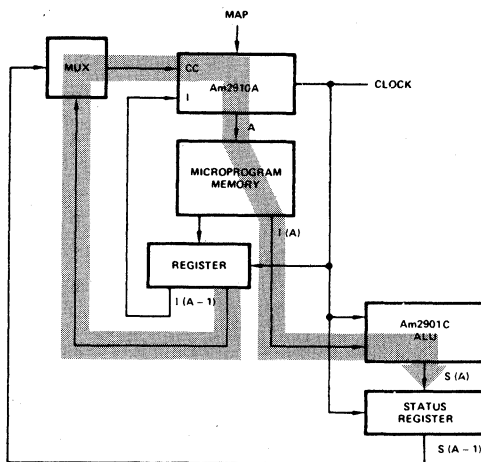 MAP
MUX
CC
I
Am2910A
CLOCK
A
MICROPROGRAM
MEMORY
I (A)
REGISTER
I (A – 1)
Am2901C
ALU
S (A)
STATUS
REGISTER
S (A – 1)